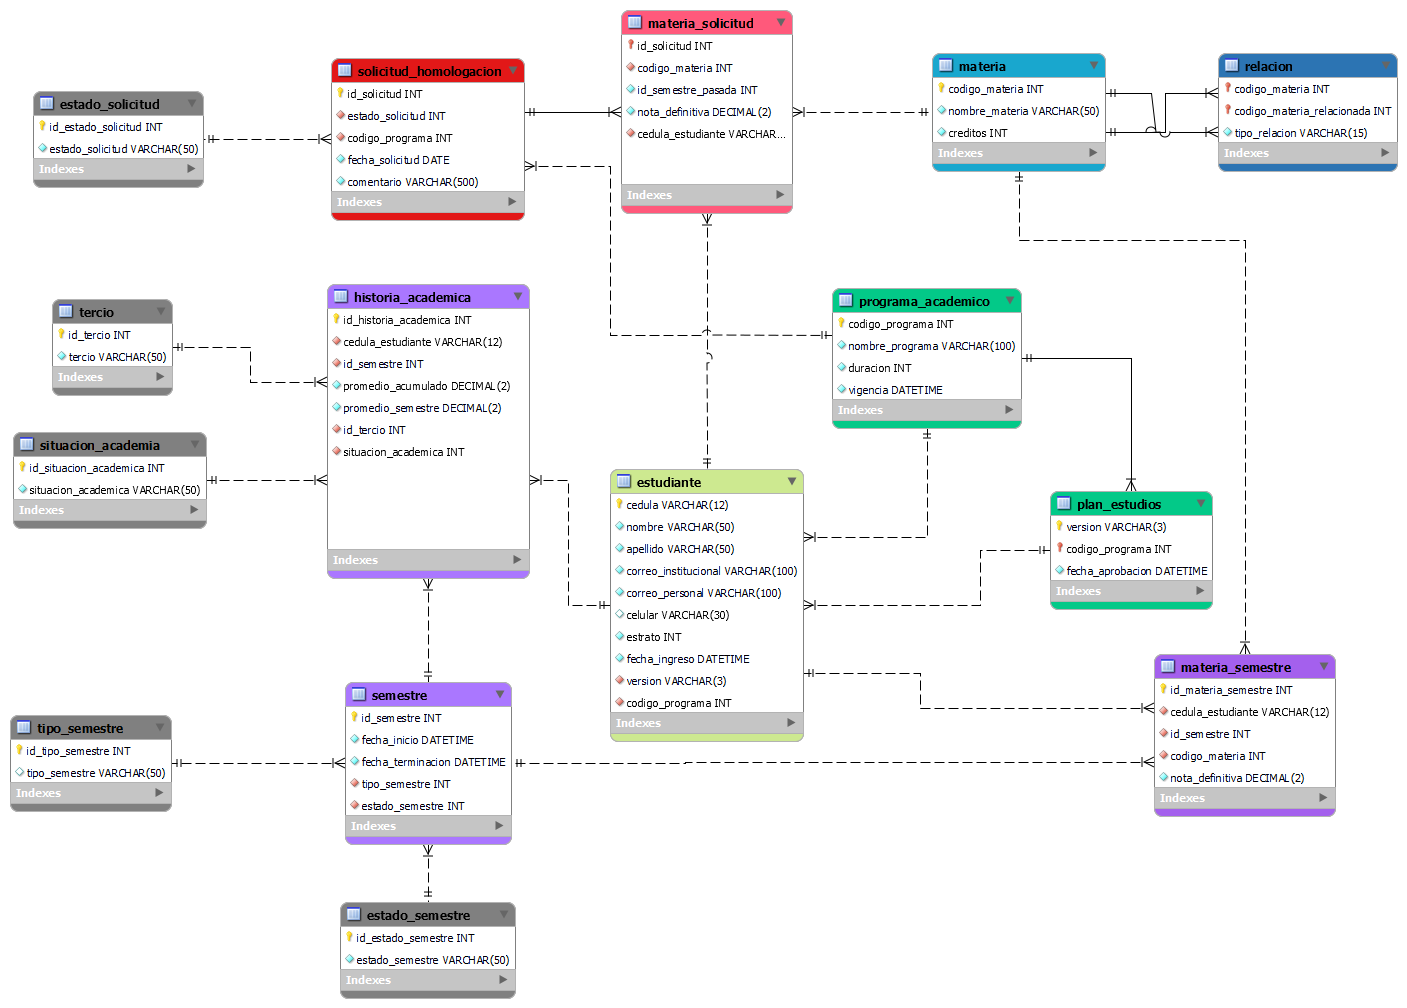 materia_solicitud
id_solicitud INT
codigo_materia INT
id_semestre_pasada INT
nota_definitiva DECIMAL(2)
cedula_estudiante VARCHAR...
Indexes
solicitud_homologacion
id_solicitud INT
estado_solicitud INT
codigo_programa INT
fecha_solicitud DATE
comentario VARCHAR(500)
Indexes
materia
codigo_materia INT
nombre_materia VARCHAR(50)
creditos INT
Indexes
relacion
codigo_materia INT
codigo_materia_relacionada INT
tipo_relacion VARCHAR(15)
Indexes
estado_solicitud
id_estado_solicitud INT
estado_solicitud VARCHAR(50)
Indexes
historia_academica
id_historia_academica INT
cedula_estudiante VARCHAR(12)
id_semestre INT
promedio_acumulado DECIMAL(2)
promedio_semestre DECIMAL(2)
id_tercio INT
situacion_academica INT
Indexes
programa_academico
codigo_programa INT
nombre_programa VARCHAR(100)
duracion INT
vigencia DATETIME
Indexes
tercio
id_tercio INT
tercio VARCHAR(50)
Indexes
situacion_academia
id_situacion_academica INT
situacion_academica VARCHAR(50)
Indexes
estudiante
cedula VARCHAR(12)
nombre VARCHAR(50)
apellido VARCHAR(50)
correo_institucional VARCHAR(100)
correo_personal VARCHAR(100)
celular VARCHAR(30)
estrato INT
fecha_ingreso DATETIME
version VARCHAR(3)
codigo_programa INT
Indexes
plan_estudios
version VARCHAR(3)
codigo_programa INT
fecha_aprobacion DATETIME
Indexes
materia_semestre
id_materia_semestre INT
cedula_estudiante VARCHAR(12)
id_semestre INT
codigo_materia INT
nota_definitiva DECIMAL(2)
Indexes
semestre
id_semestre INT
fecha_inicio DATETIME
fecha_terminacion DATETIME
tipo_semestre INT
estado_semestre INT
Indexes
tipo_semestre
id_tipo_semestre INT
tipo_semestre VARCHAR(50)
Indexes
estado_semestre
id_estado_semestre INT
estado_semestre VARCHAR(50)
Indexes